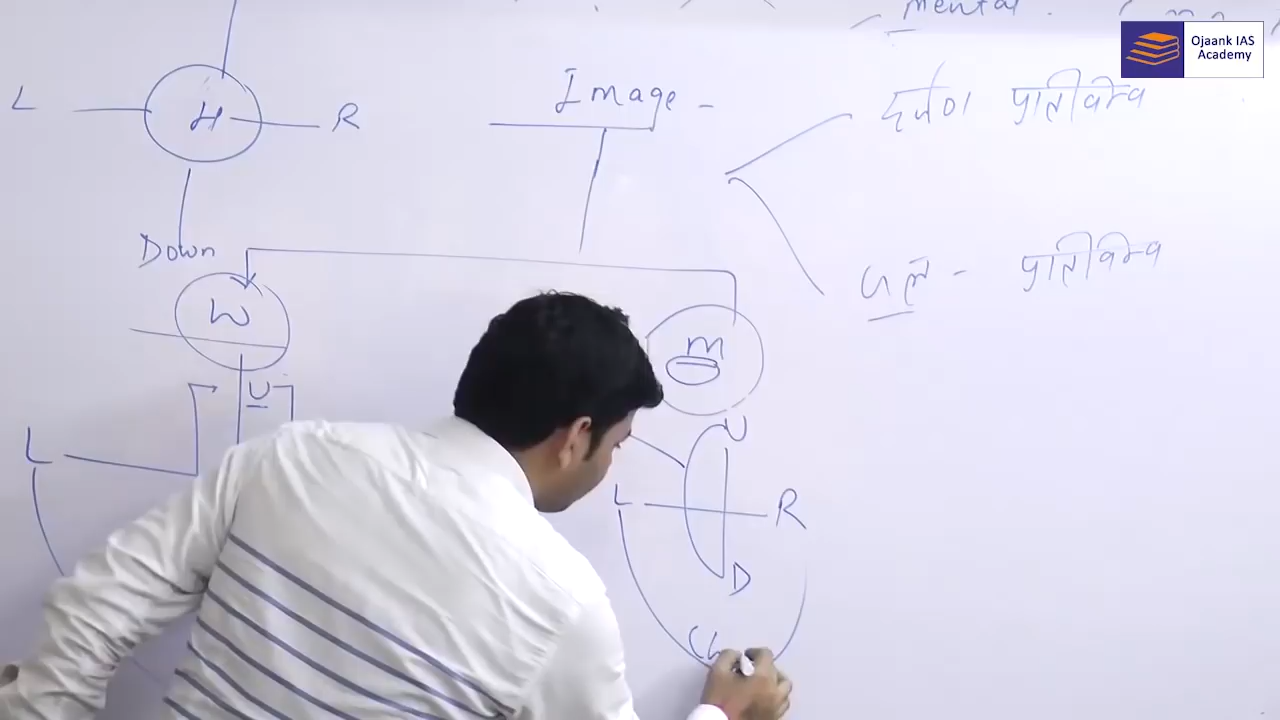 mental.
Ojaank IAS
Academy
Image -
दर्पण प्रतिबिम्ब
L H R
Down
जल - प्रतिबिम्ब
W
m
U
U
L
L R
D